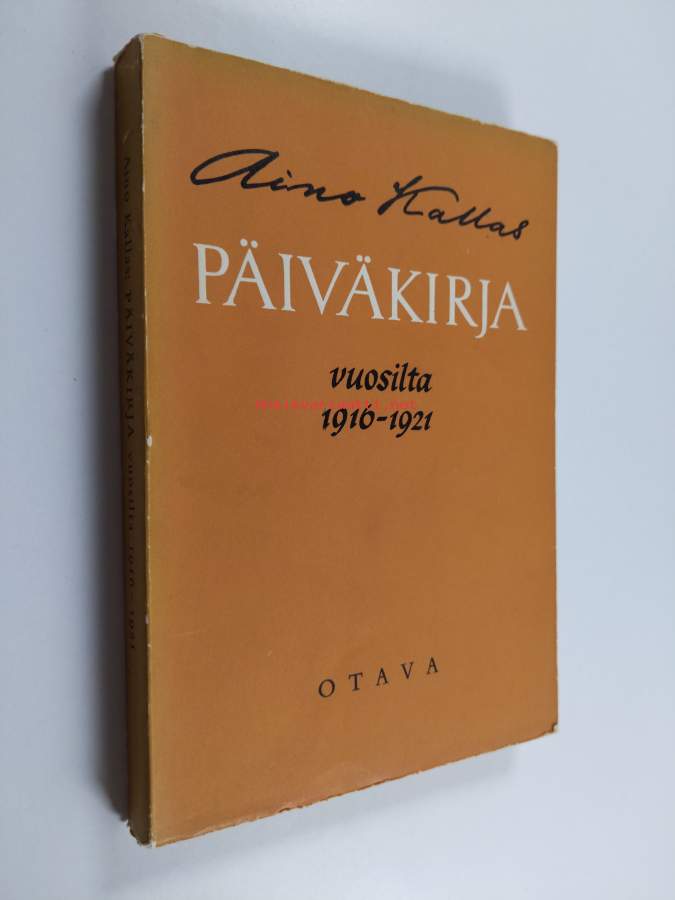 Aino Kallas
PÄIVÄKIRJA
vuosilta
1916-1921
OTAVA
Aino Kallas: PÄIVÄKIRJA vuosilta 1916-1921